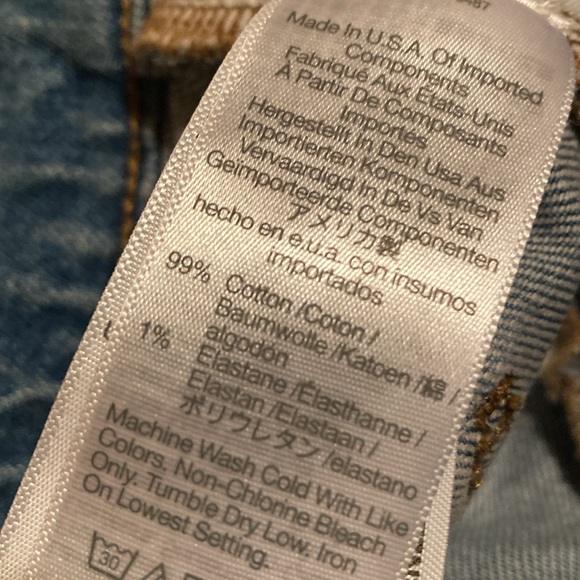 6487
Made In U.S.A. Of Imported
Components
Fabriqué Aux États-Unis
À Partir De Composants
Importés
Hergestellt In Den Usa Aus
Importierten Komponenten
Vervaardigd In De Vs Van
Geimporteerde Componenten
アメリカ製
hecho en e.u.a. con insumos
importados
99% Cotton /Coton /
Baumwolle /Katoen /綿 /
algodón
1% Elastane /Élasthanne /
Elastan /Elastaan /
ポリウレタン /elastano
Machine Wash Cold With Like
Colors. Non-Chlorine Bleach
Only. Tumble Dry Low. Iron
On Lowest Setting.
30